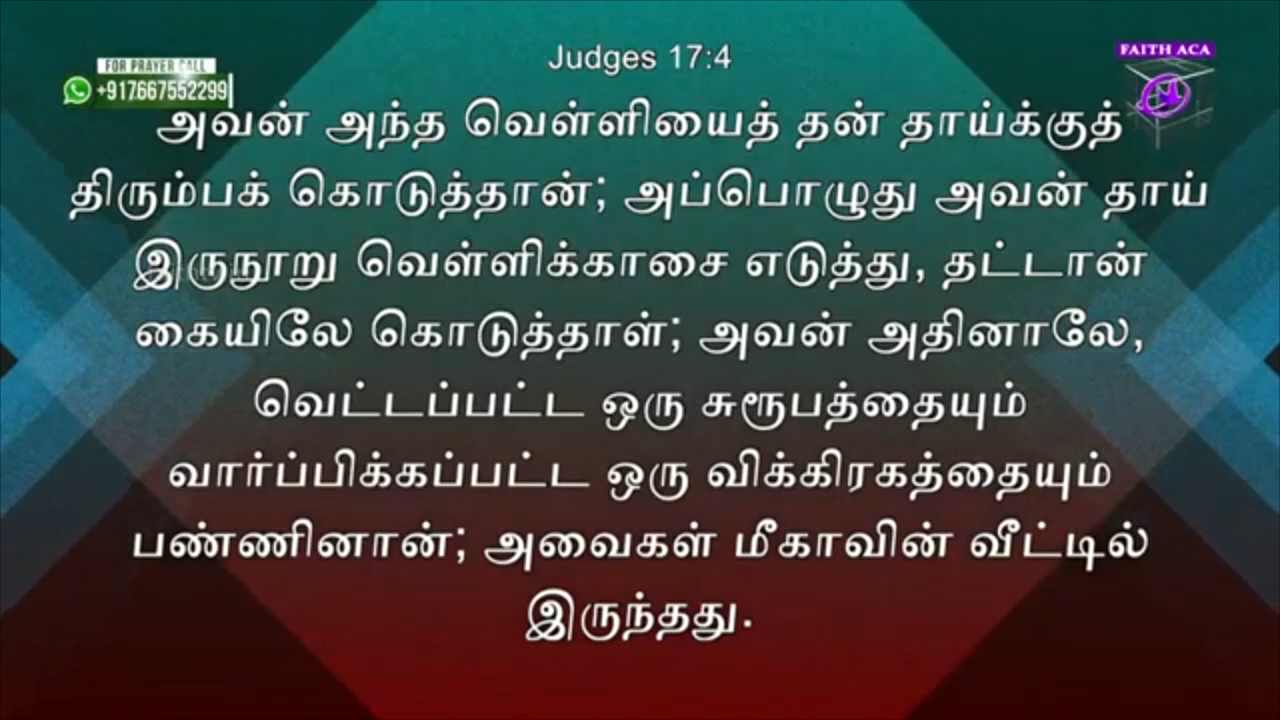 Judges 17:4
FOR PRAYER CALL
+917667552299
FAITH ACA
அவன் அந்த வெள்ளியைத் தன் தாய்க்குத்
திரும்பக் கொடுத்தான்; அப்பொழுது அவன் தாய்
இருநூறு வெள்ளிக்காசை எடுத்து, தட்டான்
கையிலே கொடுத்தாள்; அவன் அதினாலே,
வெட்டப்பட்ட ஒரு சுரூபத்தையும்
வார்ப்பிக்கப்பட்ட ஒரு விக்கிரகத்தையும்
பண்ணினான்; அவைகள் மீகாவின் வீட்டில்
இருந்தது.